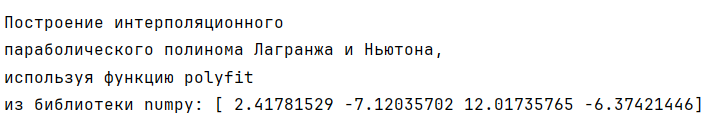 Построение интерполяционного
параболического полинома Лагранжа и Ньютона,
используя функцию polyfit
из библиотеки numpy: [ 2.41781529 -7.12035702 12.01735765 -6.37421446]